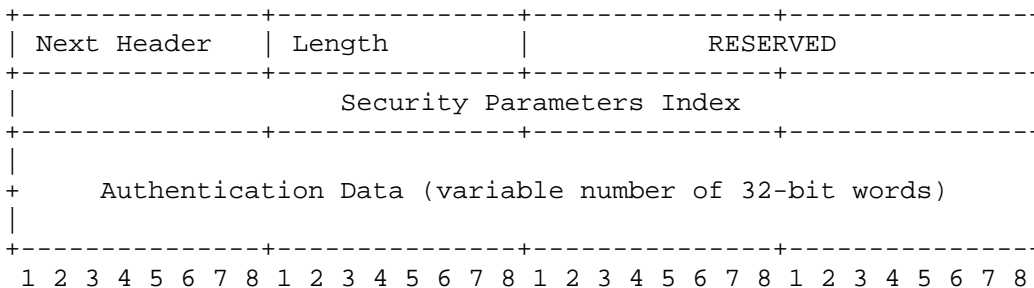 +---------------+---------------+---------------+---------------
| Next Header   | Length        |           RESERVED
+---------------+---------------+---------------+---------------
|                    Security Parameters Index
+---------------+---------------+---------------+---------------
|
+     Authentication Data (variable number of 32-bit words)
|
+---------------+---------------+---------------+---------------
 1 2 3 4 5 6 7 8 1 2 3 4 5 6 7 8 1 2 3 4 5 6 7 8 1 2 3 4 5 6 7 8